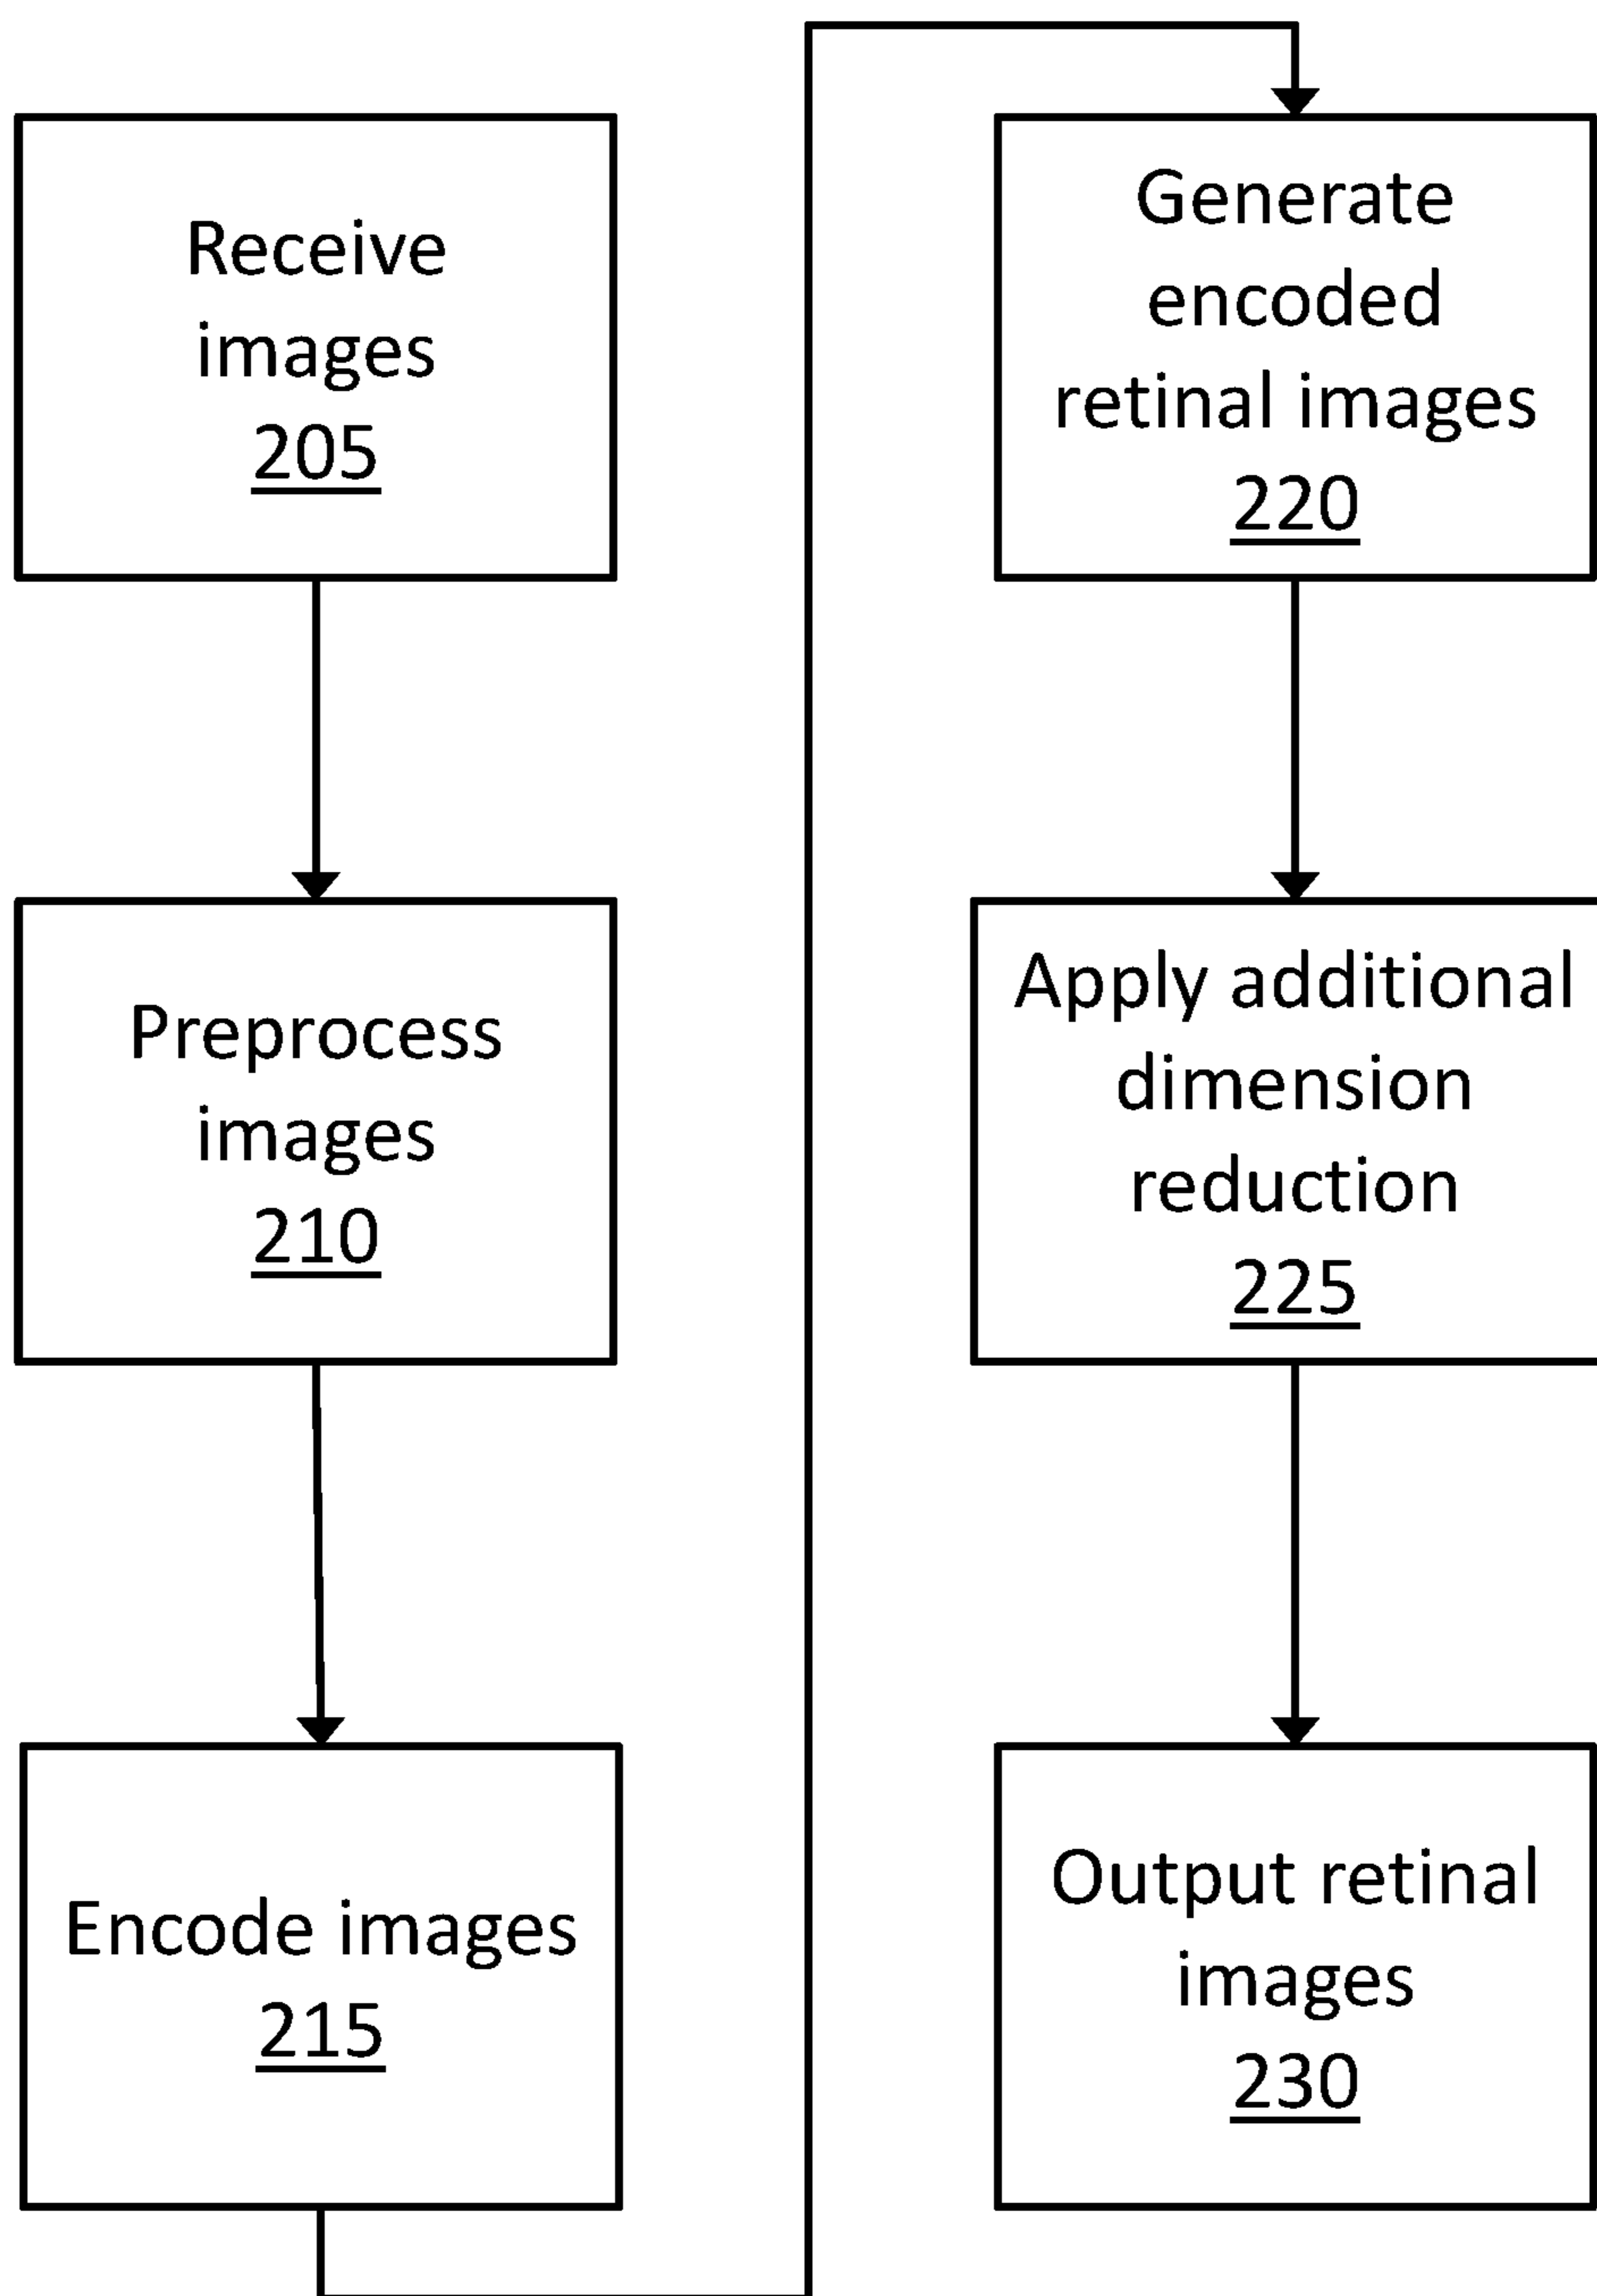 Receive
images
205
Preprocess
images
210
Encode images
215
Generate
encoded
retinal images
220
Apply additional
dimension
reduction
225
Output retinal
images
230